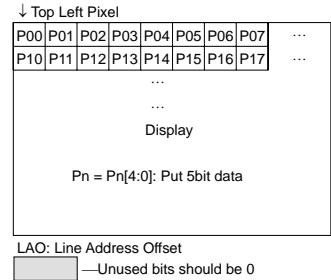 ↓ Top Left Pixel
P00 P01 P02 P03 P04 P05 P06 P07 …
P10 P11 P12 P13 P14 P15 P16 P17 …
…
…
Display
Pn = Pn[4:0]: Put 5bit data
LAO: Line Address Offset
—Unused bits should be 0